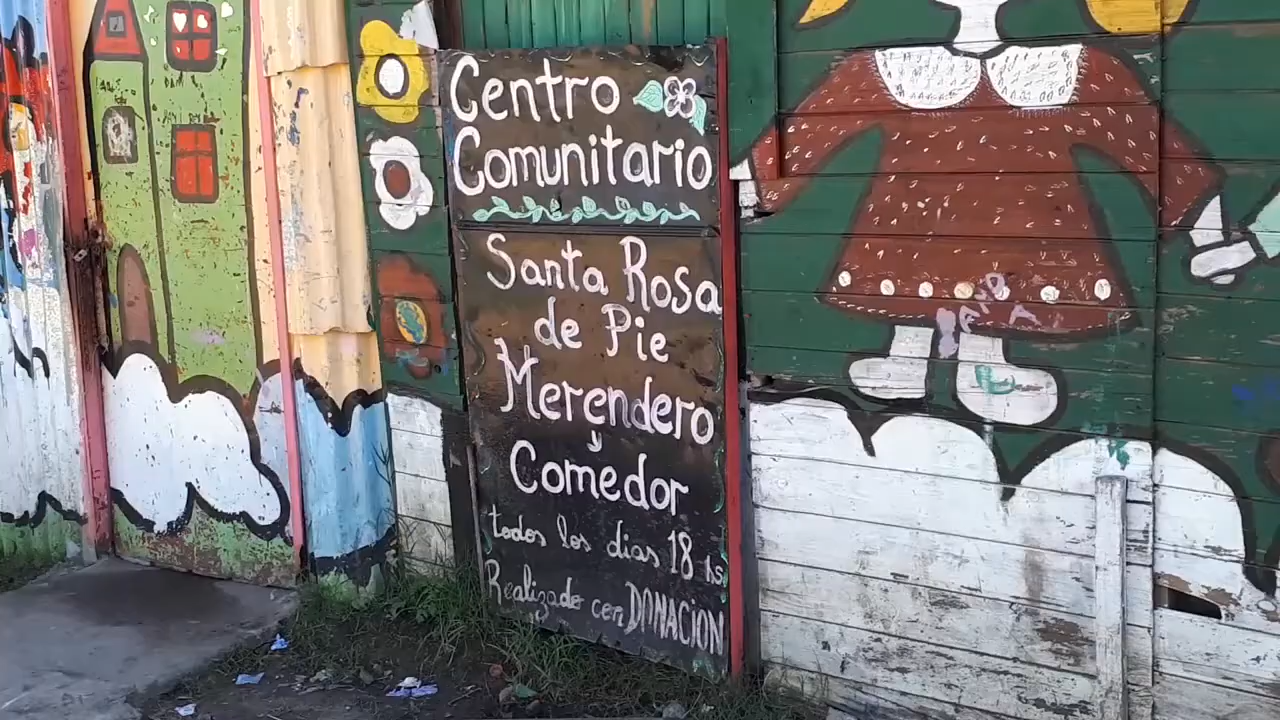 Centro
Comunitario
Santa Rosa
de Pie
Merendero
y
Comedor
todos los dias 18 hs
Realizado con DONACION